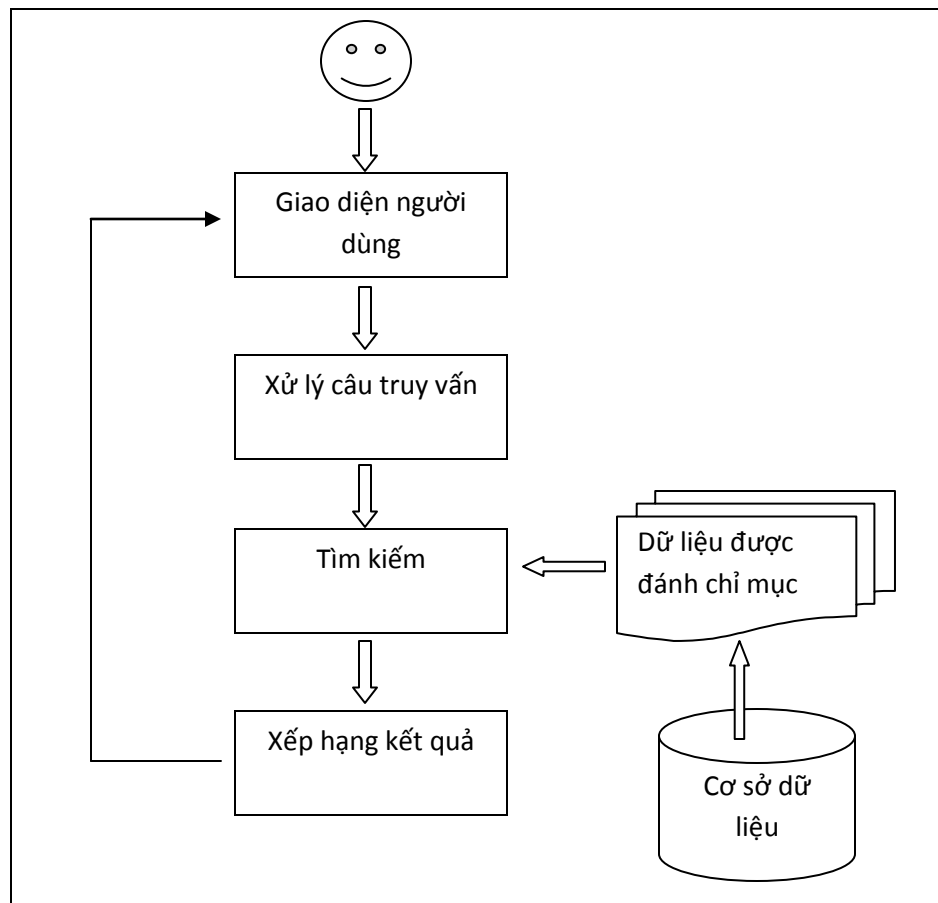 Giao diện người
dùng
Xử lý câu truy vấn
Tìm kiếm
Dữ liệu được
đánh chỉ mục
Xếp hạng kết quả
Cơ sở dữ
liệu